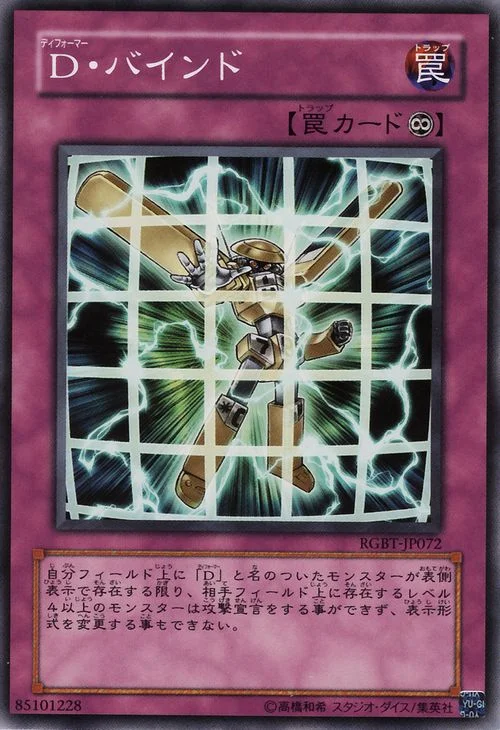 ディフォーマー
D・バインド
トラップ
罠
トラップ
【罠カード∞】
RGBT-JP072
自分フィールド上に「D」と名のついたモンスターが表側
表示で存在する限り、相手フィールド上に存在するレベル
４以上のモンスターは攻撃宣言をする事ができず、表示形
式を変更する事もできない。
85101228
©高橋和希 スタジオ・ダイス/集英社
YU-GI